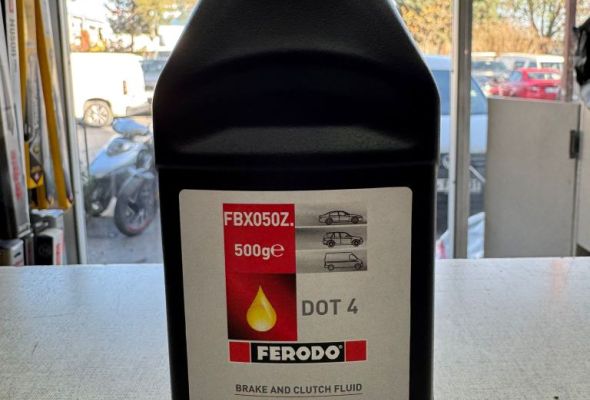 FBX050Z.
500g℮
DOT 4
FERODO
BRAKE AND CLUTCH FLUID